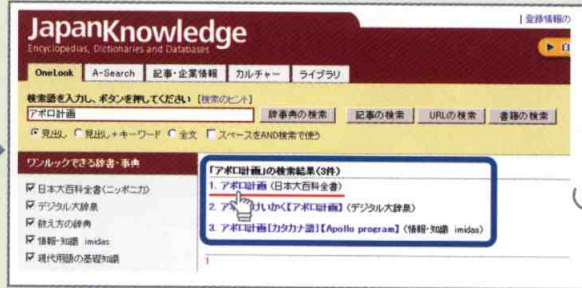 JapanKnowledge
Encyclopedias, Dictionaries and Databases
| 登録情報の
OneLook A-Search 記事・企業情報 カルチャー ライブラリ
検索語を入力し、ボタンを押してください [検索のヒント]
アポロ計画 辞事典の検索 記事の検索 URLの検索 書籍の検索
見出し 見出し+キーワード 全文 スペースをAND検索で使う
ワンルックできる辞書・事典
日本大百科全書(ニッポニカ)
デジタル大辞泉
数え方の辞典
情報・知識 imidas
現代用語の基礎知識
「アポロ計画」の検索結果(3件)
1. アポロ計画 (日本大百科全書)
2. アポ けいかく【アポロ計画】 (デジタル大辞泉)
3. アポロ計画[カタカナ語]【Apollo program】 (情報・知識 imidas)
1